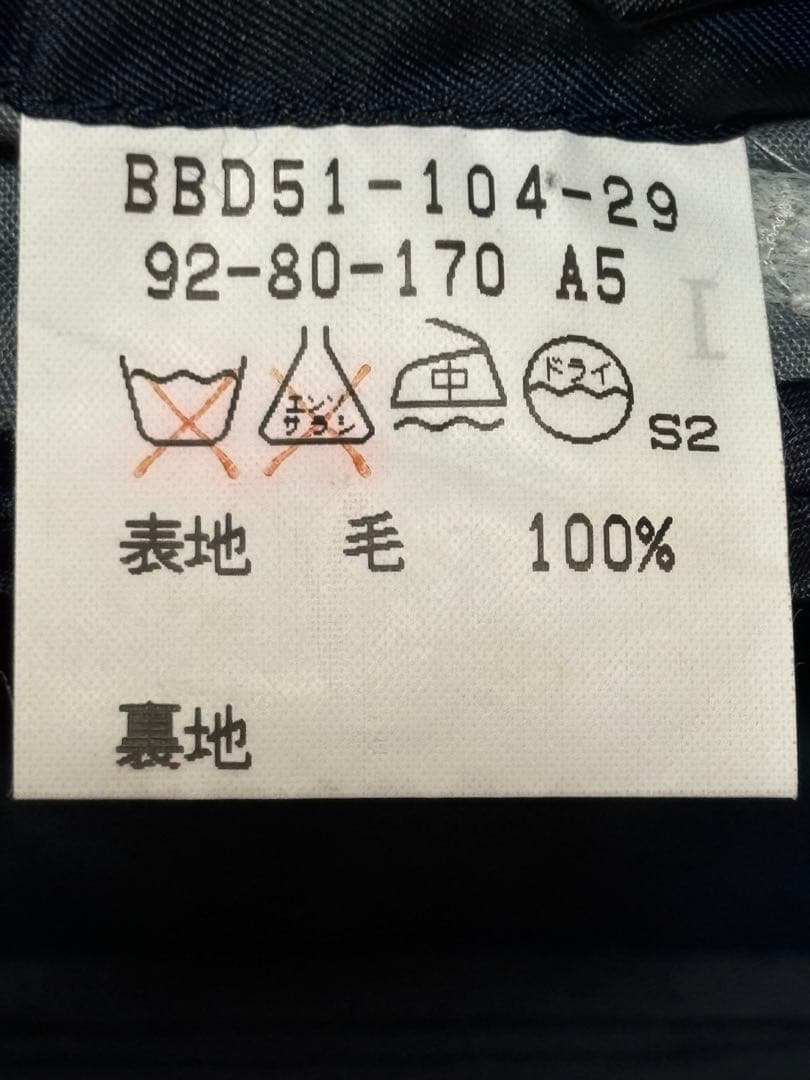 BBD51-104-29
92-80-170 A5
エンソ
サラシ
中
ドライ
S2
表地 毛 100%
裏地